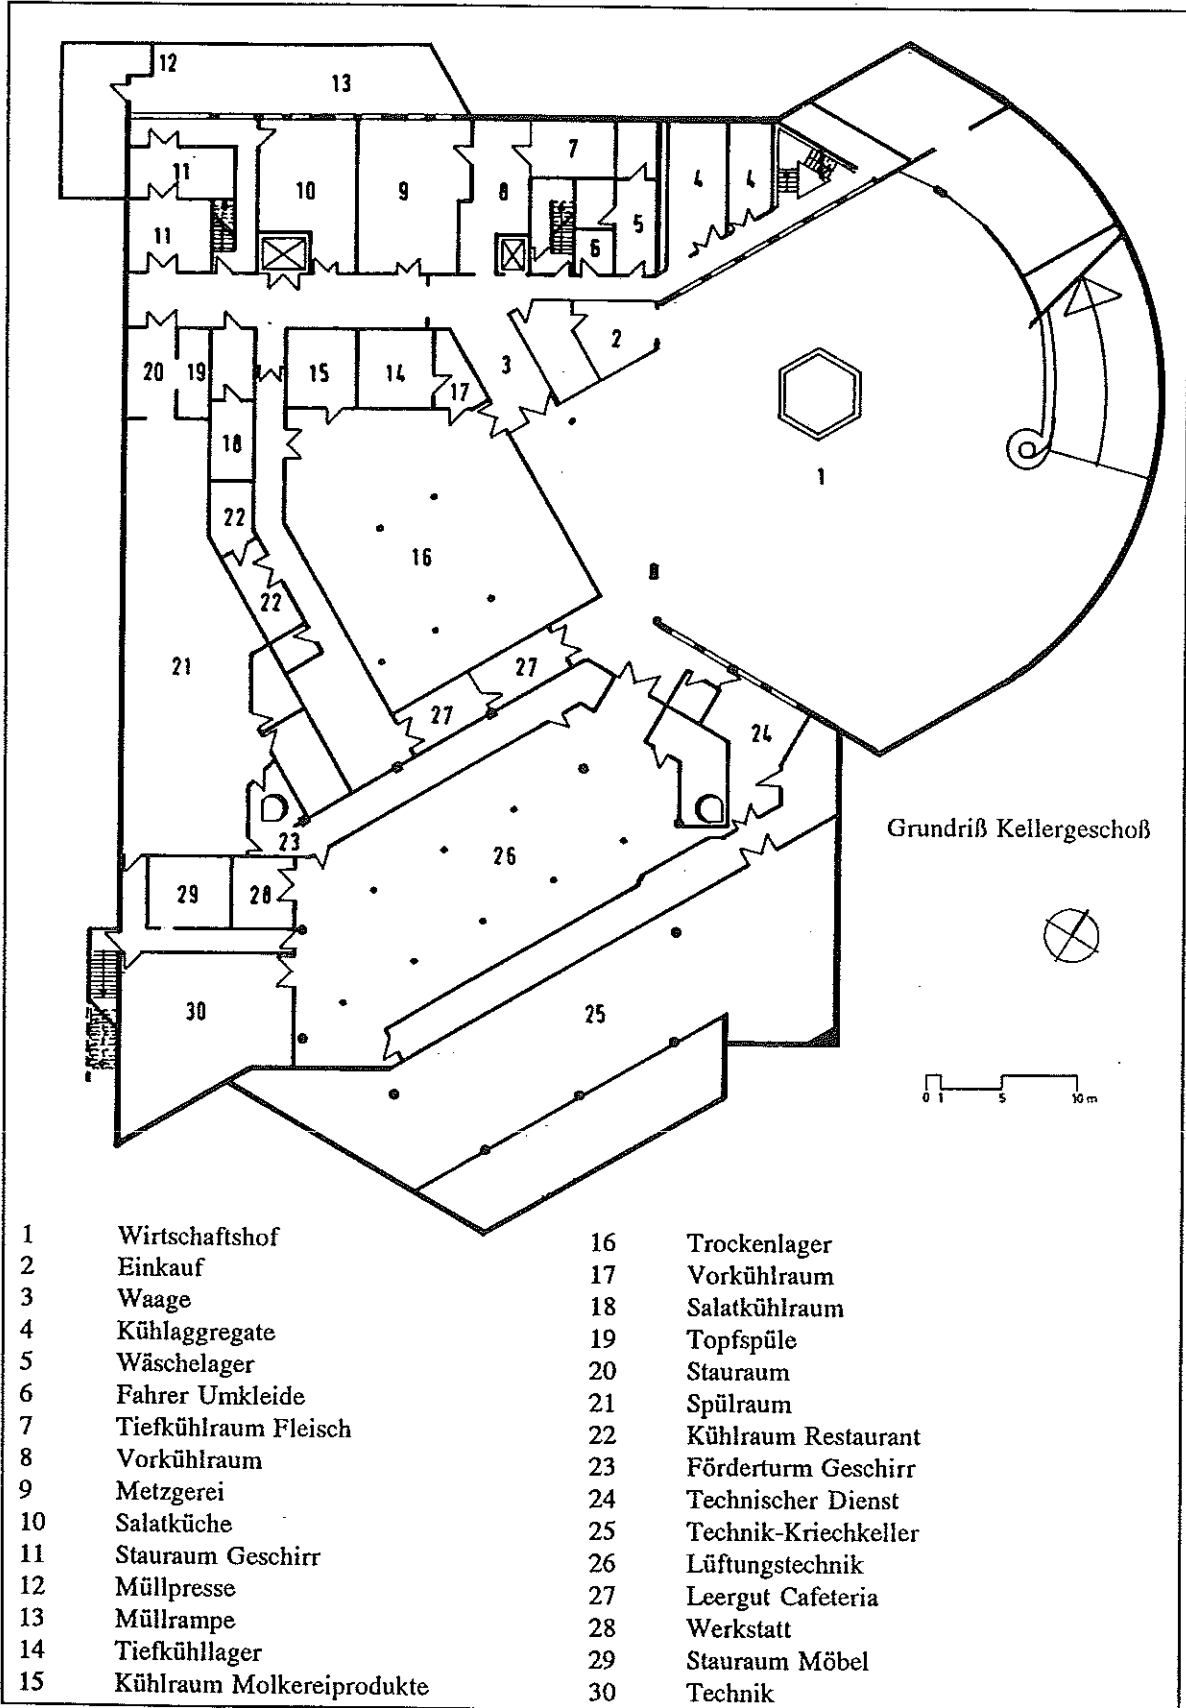 12
13
11
10
9
8
7
4
4
11
5
6
2
20
19
15
14
17
3
18
1
22
16
22
21
27
27
24
23
26
Grundriß Kellergeschoß
29
28
30
25
0 1 5 10 m
1 Wirtschaftshof
2 Einkauf
3 Waage
4 Kühlaggregate
5 Wäschelager
6 Fahrer Umkleide
7 Tiefkühlraum Fleisch
8 Vorkühlraum
9 Metzgerei
10 Salatküche
11 Stauraum Geschirr
12 Müllpresse
13 Müllrampe
14 Tiefkühllager
15 Kühlraum Molkereiprodukte
16 Trockenlager
17 Vorkühlraum
18 Salatkühlraum
19 Topfspüle
20 Stauraum
21 Spülraum
22 Kühlraum Restaurant
23 Förderturm Geschirr
24 Technischer Dienst
25 Technik-Kriechkeller
26 Lüftungstechnik
27 Leergut Cafeteria
28 Werkstatt
29 Stauraum Möbel
30 Technik